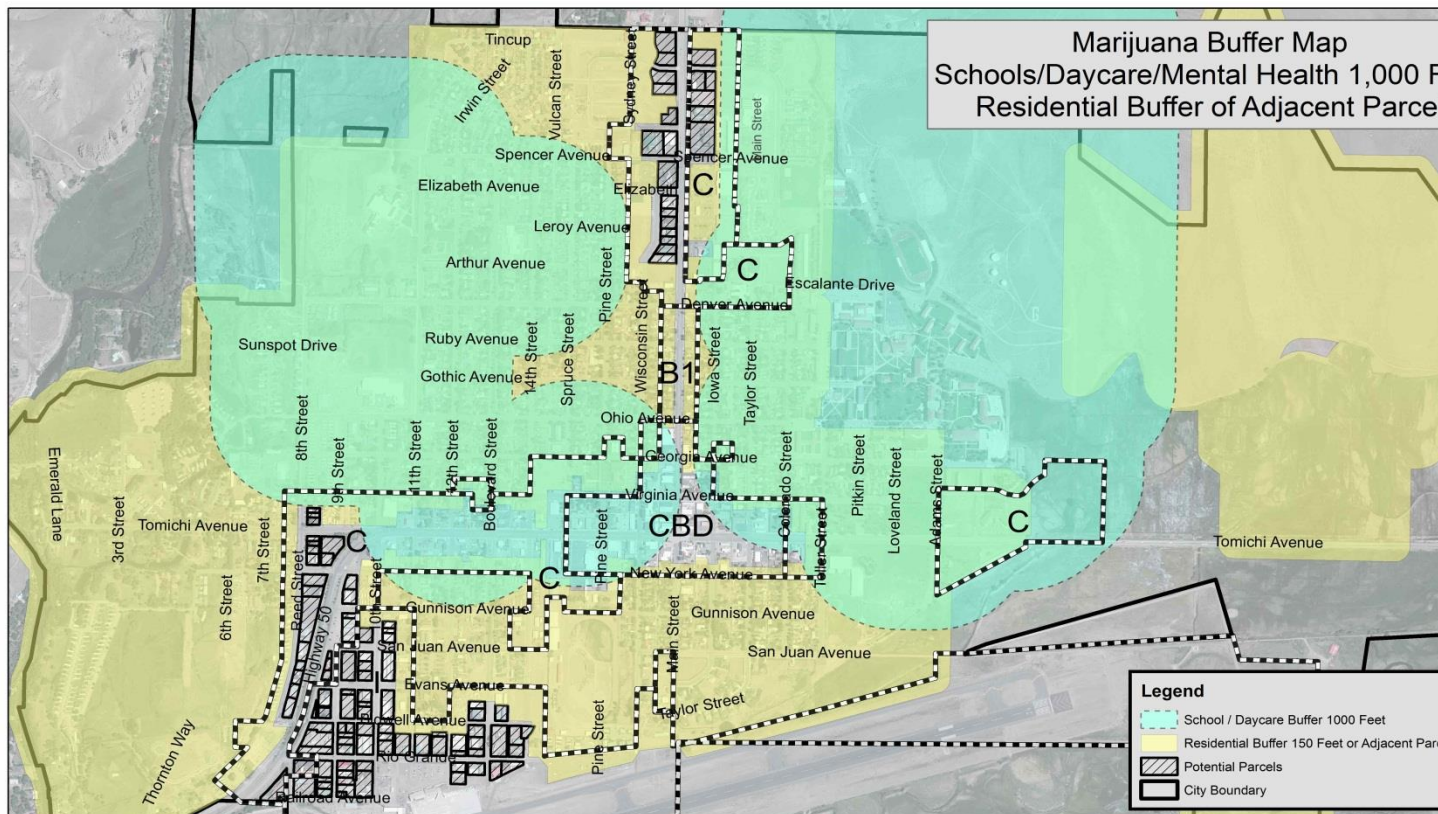 Marijuana Buffer Map
Schools/Daycare/Mental Health 1,000 F
Residential Buffer of Adjacent Parce
Tincup
Irwin Street
Vulcan Street
Sydney Street
Main Street
Spencer Avenue
Spencer Avenue
Elizabeth Avenue
Elizabeth
C
Leroy Avenue
Arthur Avenue
Pine Street
C
Escalante Drive
Denver Avenue
Sunspot Drive
Ruby Avenue
Gothic Avenue
14th Street
Spruce Street
Wisconsin Street
B1
Iowa Street
Taylor Street
Ohio Avenue
Georgia Avenue
Virginia Avenue
8th Street
9th Street
11th Street
12th Street
Boulevard Street
Colorado Street
Pitkin Street
Loveland Street
Adams Street
C
Emerald Lane
3rd Street
Tomichi Avenue
7th Street
C
CBD
Pine Street
Teller Street
Tomichi Avenue
New York Avenue
C
6th Street
Reed Street
0th Street
Gunnison Avenue
Gunnison Avenue
Highway 50
San Juan Avenue
Main Street
San Juan Avenue
Evans Avenue
Bidwell Avenue
Taylor Street
Pine Street
Rio Grande
Thornton Way
Railroad Avenue
Legend
School / Daycare Buffer 1000 Feet
Residential Buffer 150 Feet or Adjacent Parc
Potential Parcels
City Boundary